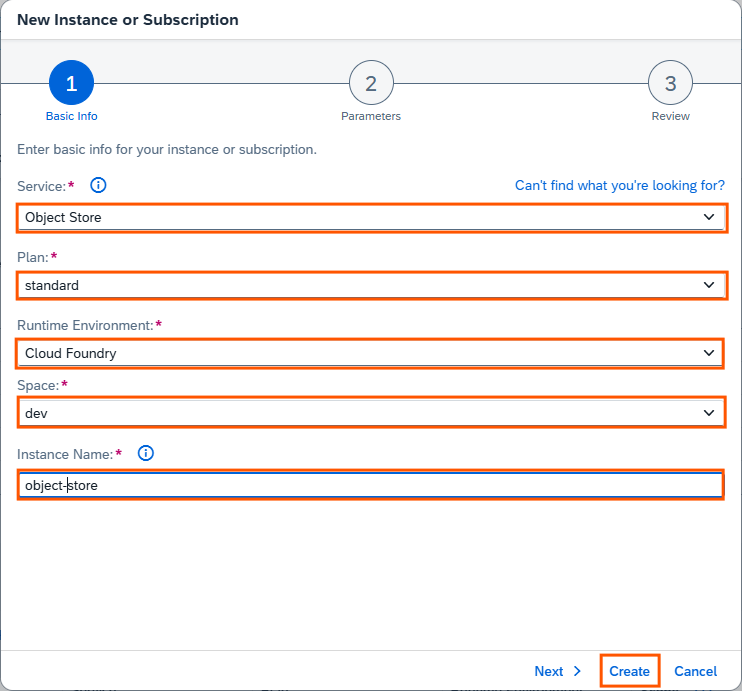 New Instance or Subscription
1
2
3
Basic Info
Parameters
Review
Enter basic info for your instance or subscription.
Service:*
Can't find what you're looking for?
Object Store
Plan:*
standard
Runtime Environment:*
Cloud Foundry
Space:*
dev
Instance Name:*
object-store
Next
Create
Cancel